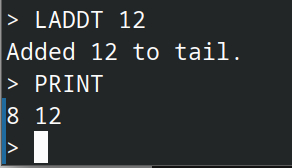 > LADDT 12
Added 12 to tail.
> PRINT
8 12
>